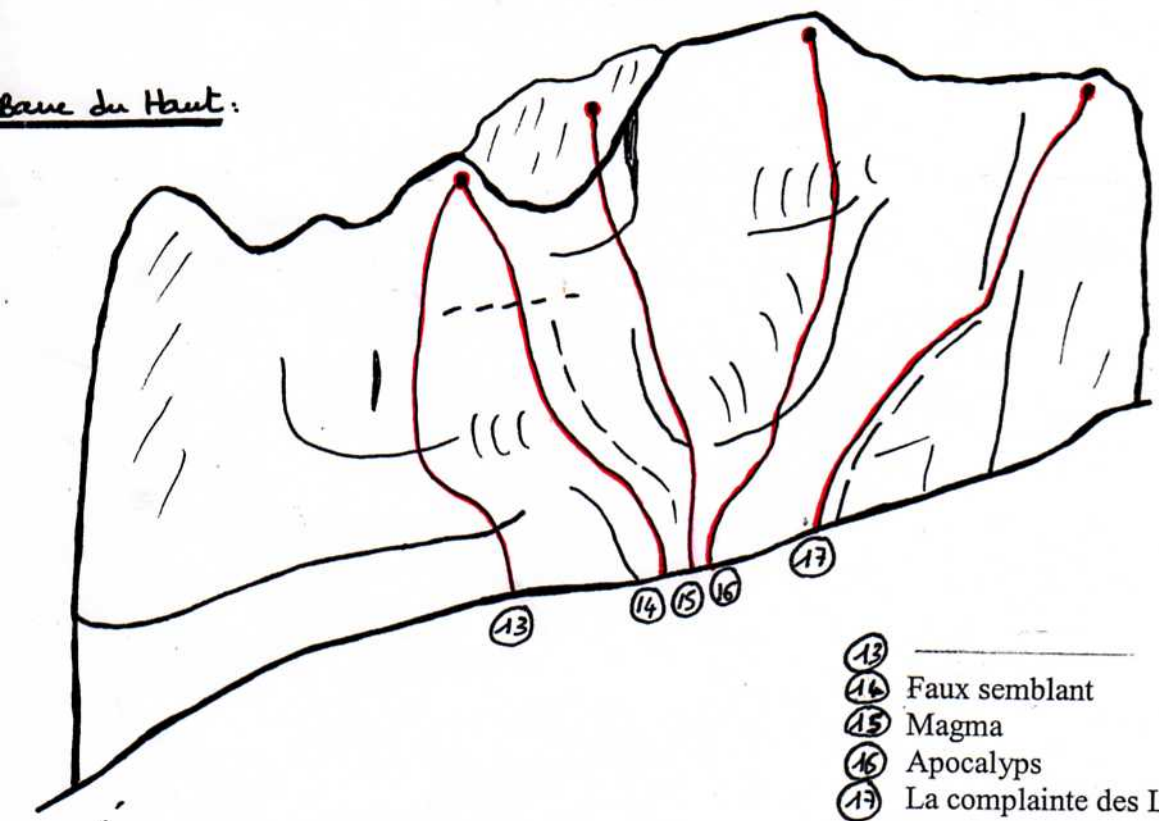 Barre du Haut:
13
14
15
16
17
13
14 Faux semblant
15 Magma
16 Apocalyps
17 La complainte des L